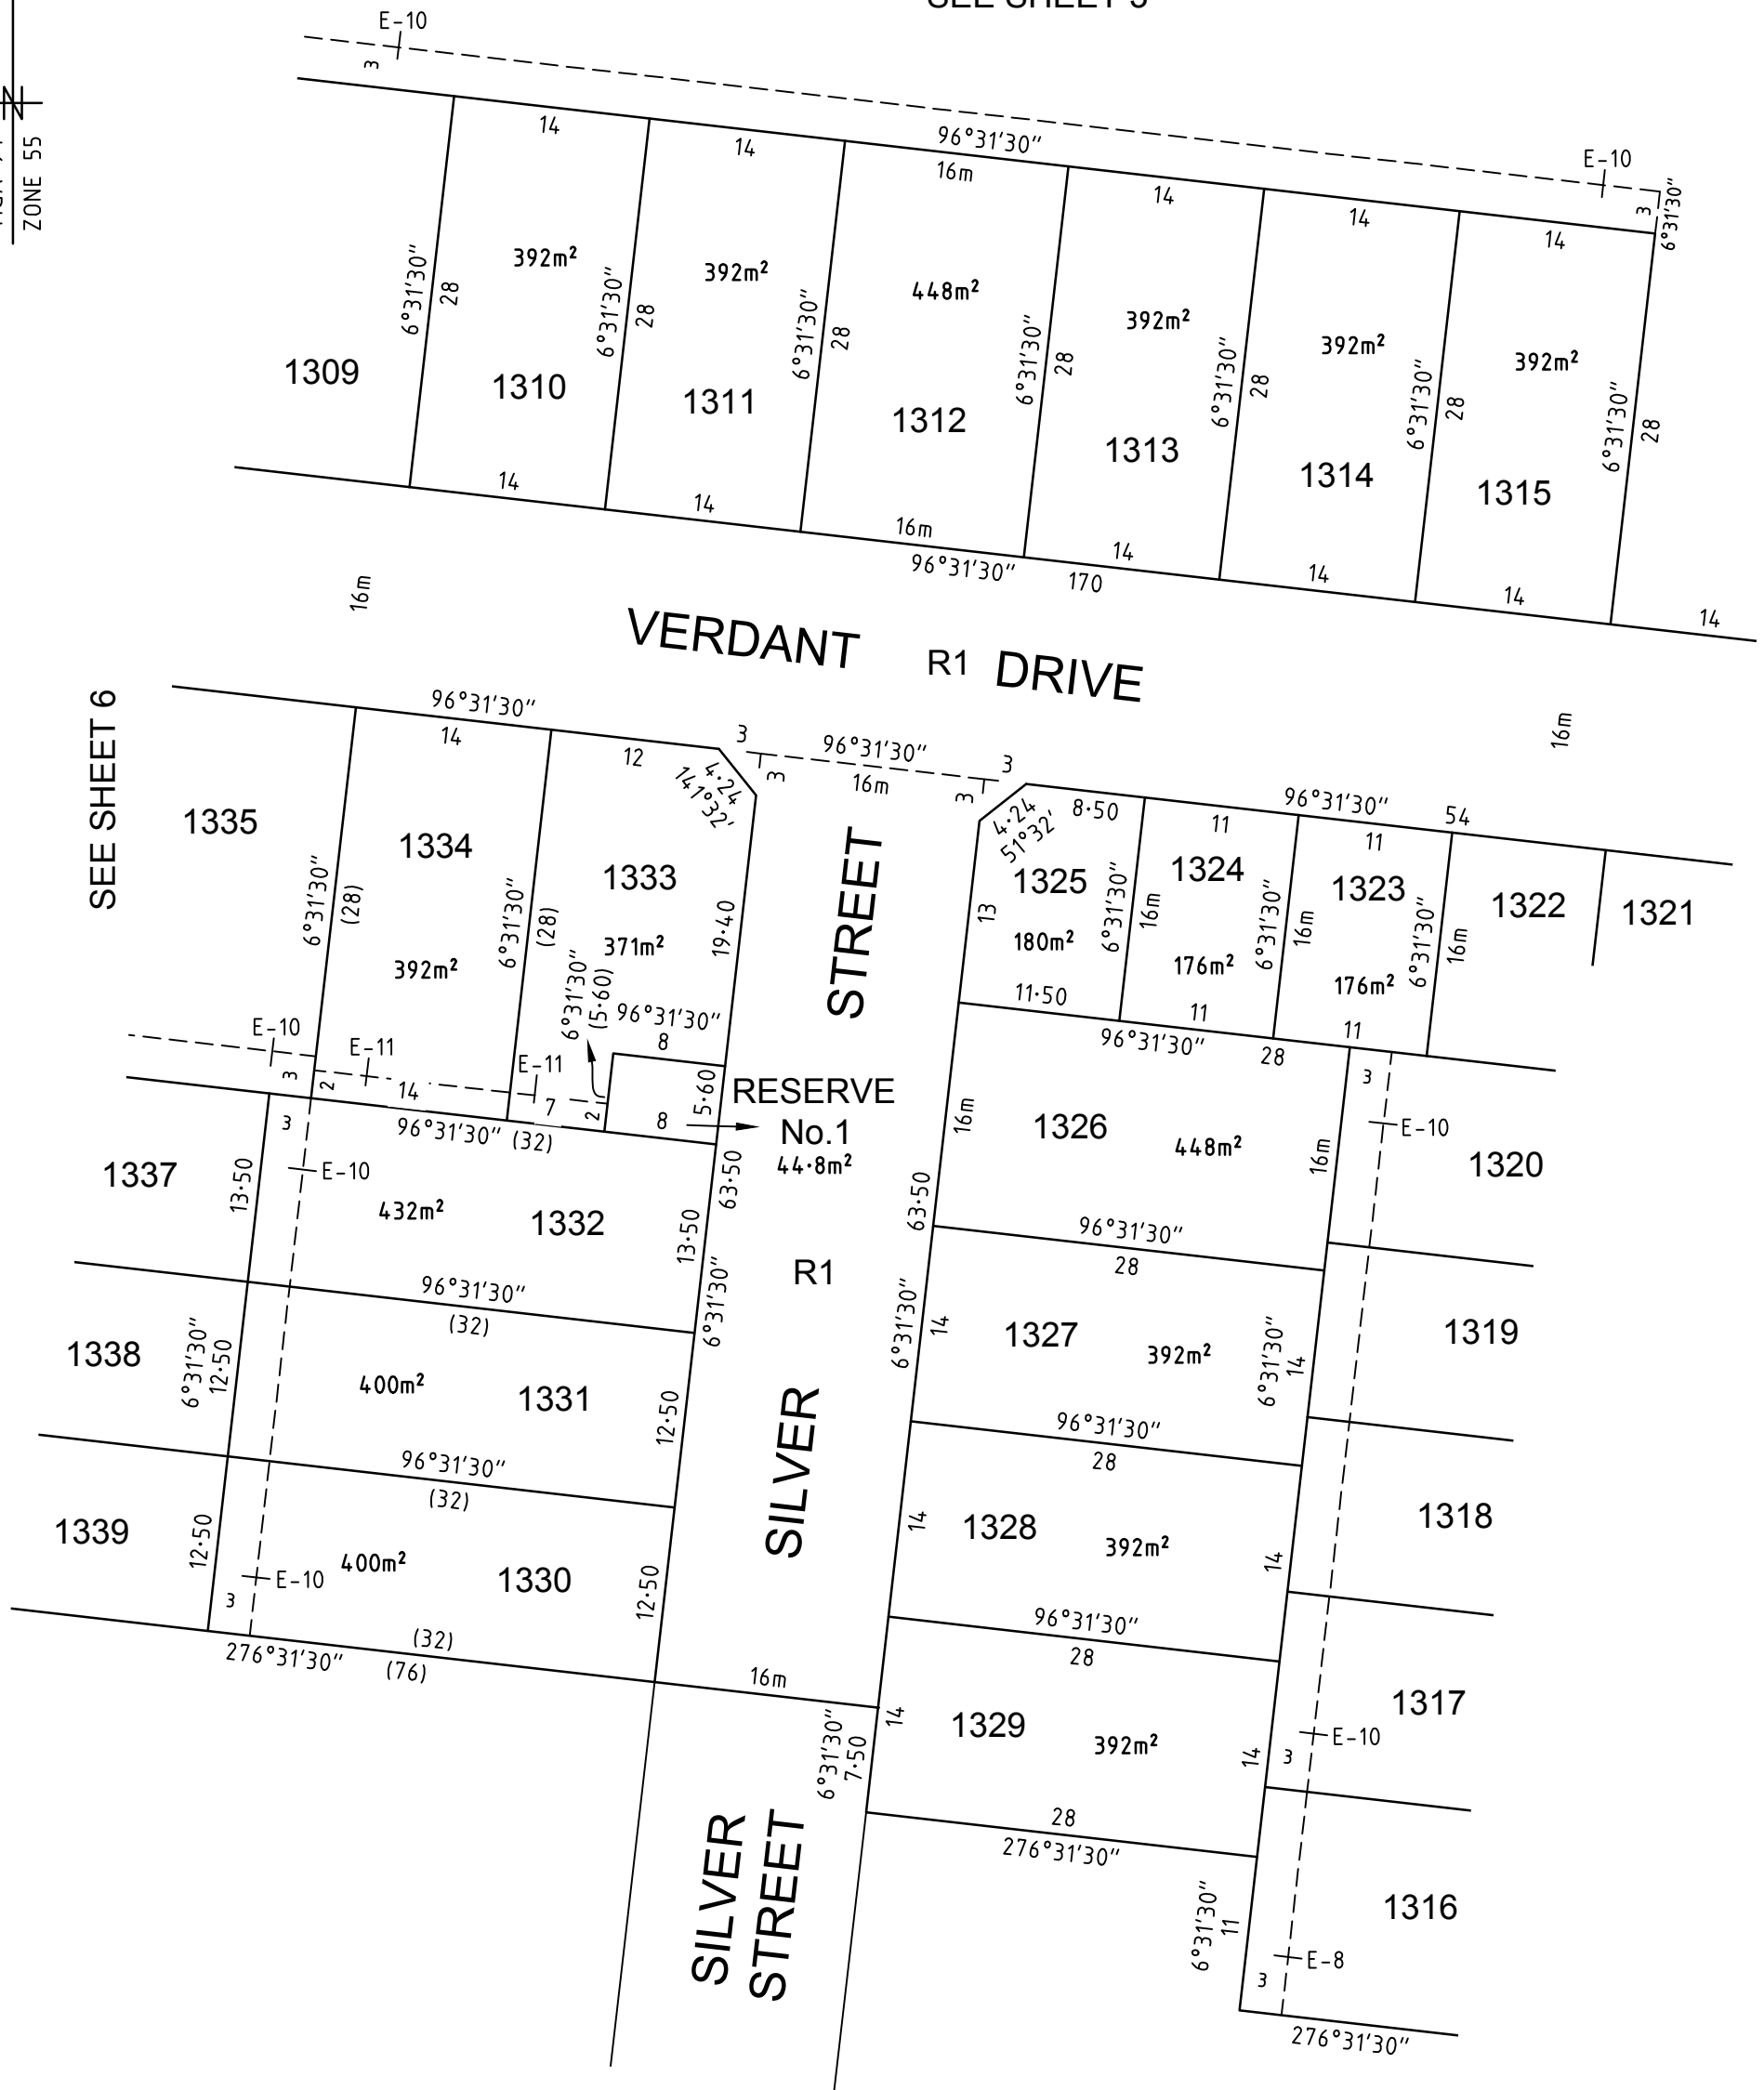 E-10
3
14
14
96°31'30"
16m
14
14
14
E-10
3
6°31'30"
ZONE 55
6°31'30"
28
392m²
6°31'30"
28
392m²
6°31'30"
28
448m²
6°31'30"
28
392m²
6°31'30"
28
392m²
6°31'30"
28
392m²
6°31'30"
28
1309
1310
1311
1312
1313
1314
1315
14
14
16m
14
14
14
14
96°31'30"
170
16m
VERDANT
R1
DRIVE
16m
SEE SHEET 6
96°31'30"
14
12
3
3
4·24
141°32'
96°31'30"
16m
3
3
4·24
51°32'
8·50
96°31'30"
54
11
11
1335
1334
1333
1325
1324
1323
1322
1321
6°31'30"
(28)
392m²
6°31'30"
(28)
371m²
19·40
STREET
13
180m²
6°31'30"
16m
176m²
6°31'30"
16m
176m²
6°31'30"
16m
6°31'30"
(5·60)
96°31'30"
8
11·50
11
11
96°31'30"
28
E-10
3
E-11
2
14
E-11
7
2
5·60
8
RESERVE
No.1
44·8m²
96°31'30" (32)
3
E-10
1337
13·50
432m²
1332
13·50
63·50
6°31'30"
R1
63·50
16m
1326
448m²
16m
3
E-10
1320
96°31'30"
28
96°31'30"
(32)
6°31'30"
14
1327
392m²
6°31'30"
14
1319
1338
6°31'30"
12·50
400m²
1331
12·50
SILVER
96°31'30"
28
96°31'30"
(32)
14
1328
392m²
14
1318
1339
12·50
3
E-10
400m²
1330
12·50
96°31'30"
28
(32)
276°31'30"
(76)
16m
6°31'30"
7·50
14
1329
392m²
14
3
E-10
1317
28
276°31'30"
SILVER
STREET
6°31'30"
11
1316
3
E-8
276°31'30"